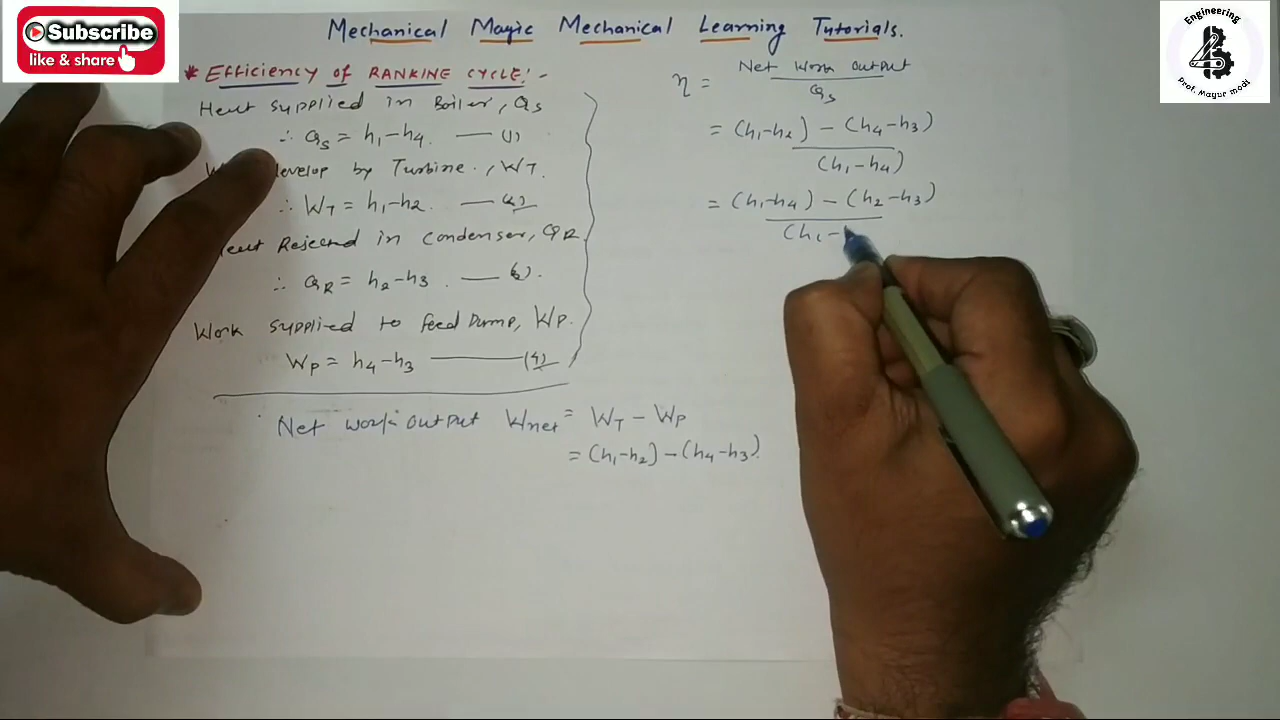 Subscribe
like & share
Mechanical Magic Mechanical Learning Tutorials.
Engineering
Prof. Mayur modi
* Efficiency of RANKINE CYCLE:-
Heat supplied in Boiler, Qs
∴ Qs = h1-h4. —— (1)
develop by Turbine., WT.
∴ WT = h1-h2. —— (2)
Rejected in Condenser, QR.
∴ QR = h2-h3. —— (3).
Work supplied to feed Pump, WP.
WP = h4-h3 ———— (4)
Net work output Wnet = WT - WP
= (h1-h2) - (h4-h3).
η = Net Work output
Qs
= (h1-h2) - (h4-h3)
(h1-h4)
= (h1-h4) - (h2-h3)
(h1-